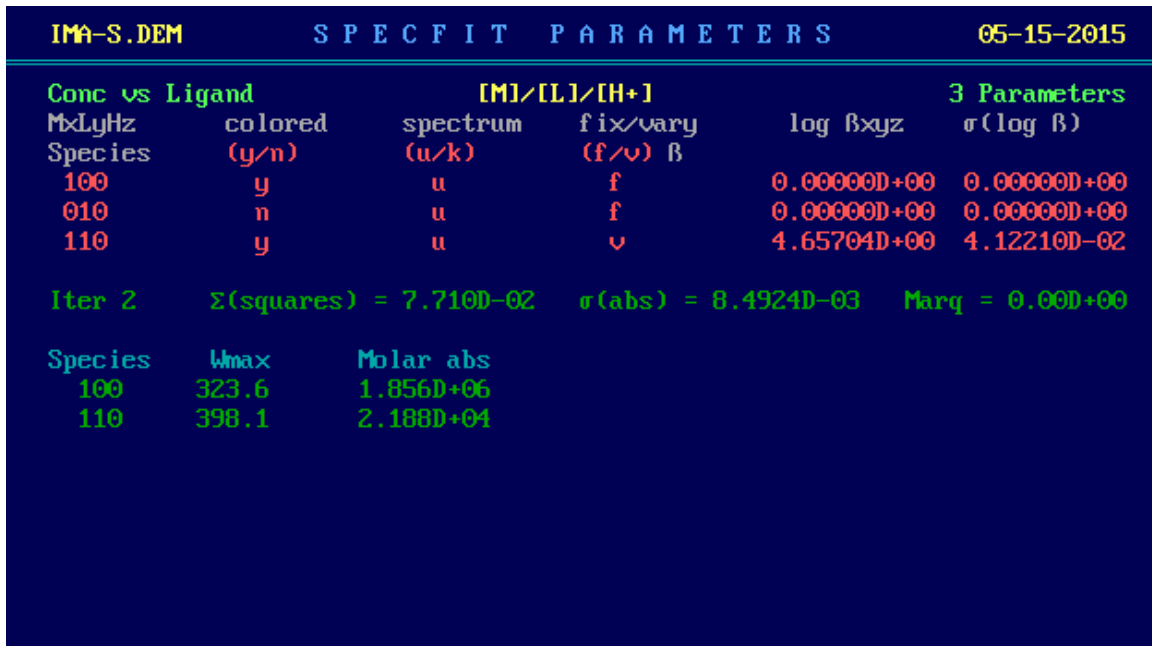 IMA-S.DEM S P E C F I T P A R A M E T E R S 05-15-2015
Conc vs Ligand [M]/[L]/[H+] 3 Parameters
MxLyHz colored spectrum fix/vary log ßxyz σ(log ß)
Species (y/n) (u/k) (f/v) ß
100 y u f 0.00000D+00 0.00000D+00
010 n u f 0.00000D+00 0.00000D+00
110 y u v 4.65704D+00 4.12210D-02
Iter 2 Σ(squares) = 7.710D-02 σ(abs) = 8.4924D-03 Marq = 0.00D+00
Species Wmax Molar abs
100 323.6 1.856D+06
110 398.1 2.188D+04